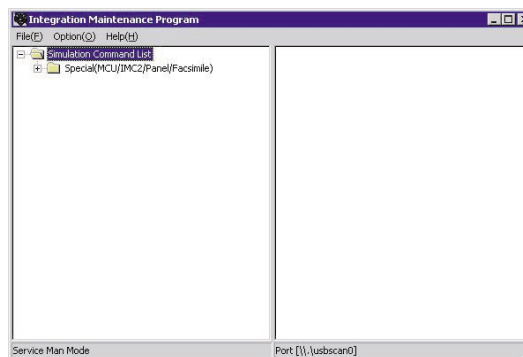 Integration Maintenance Program
File(F) Option(O) Help(H)
Simulation Command List
Special(MCU/IMC2/Panel/Facsimile)
Service Man Mode
Port [\\.\usbscan0]